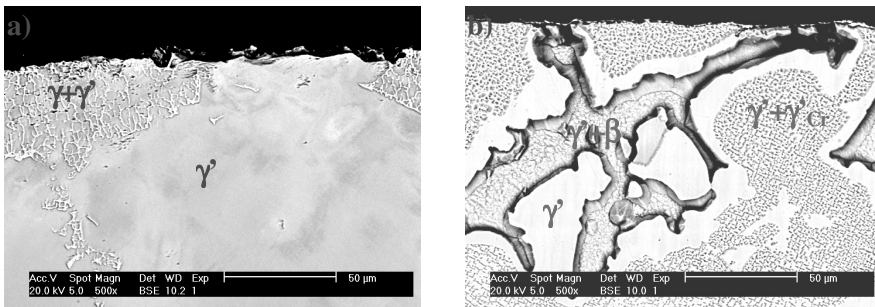 a)
γ+γ'
γ'
Acc.V Spot Magn Det WD Exp
20.0 kV 5.0 500x BSE 10.2 1
50 µm
b)
γ'+γ'Cr
γ'+β
γ'
Acc.V Spot Magn Det WD Exp
20.0 kV 5.0 500x BSE 10.0 1
50 µm